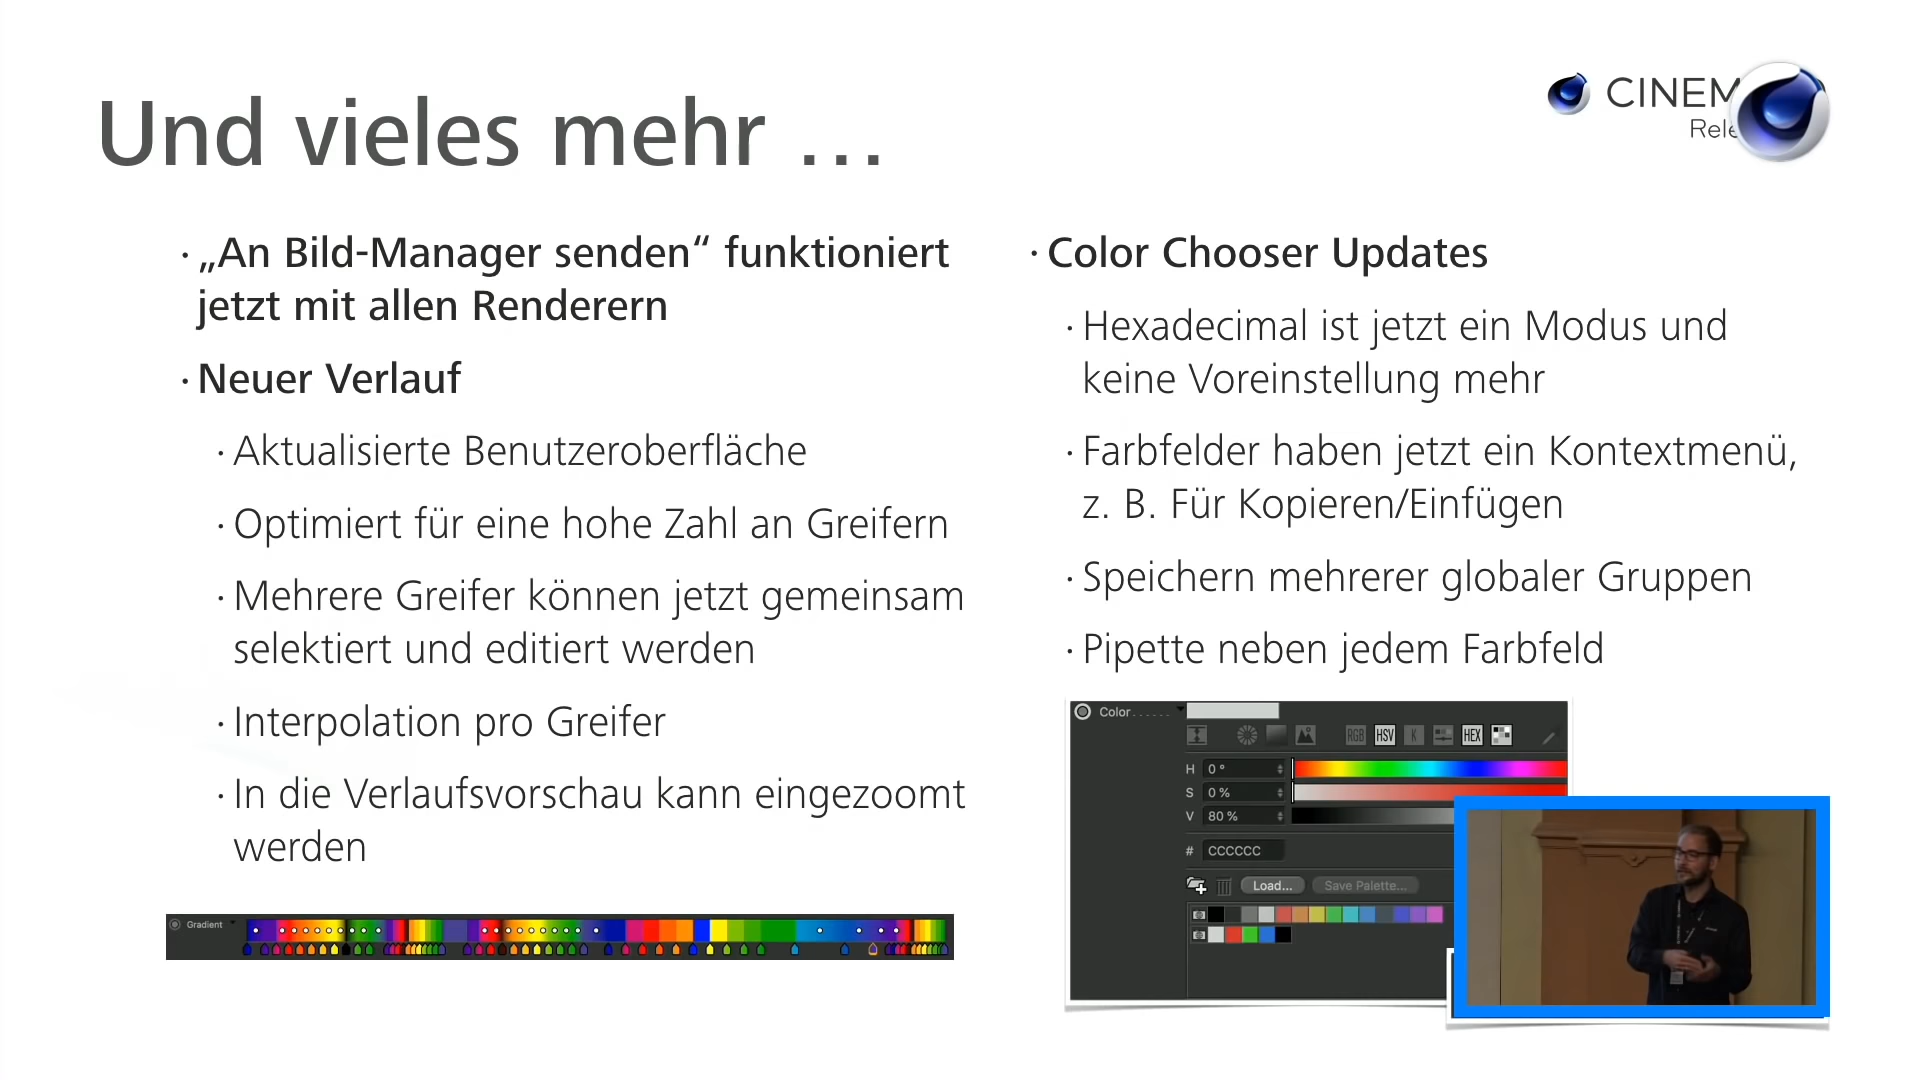 Und vieles mehr ...
CINEM
Rele
· „An Bild-Manager senden“ funktioniert
jetzt mit allen Renderern
· Neuer Verlauf
· Aktualisierte Benutzeroberfläche
· Optimiert für eine hohe Zahl an Greifern
· Mehrere Greifer können jetzt gemeinsam
selektiert und editiert werden
· Interpolation pro Greifer
· In die Verlaufsvorschau kann eingezoomt
werden
Gradient
· Color Chooser Updates
· Hexadecimal ist jetzt ein Modus und
keine Voreinstellung mehr
· Farbfelder haben jetzt ein Kontextmenü,
z. B. Für Kopieren/Einfügen
· Speichern mehrerer globaler Gruppen
· Pipette neben jedem Farbfeld
Color
RGB HSV K HEX
H 0 °
S 0 %
V 80 %
# CCCCCC
Load... Save Palette...